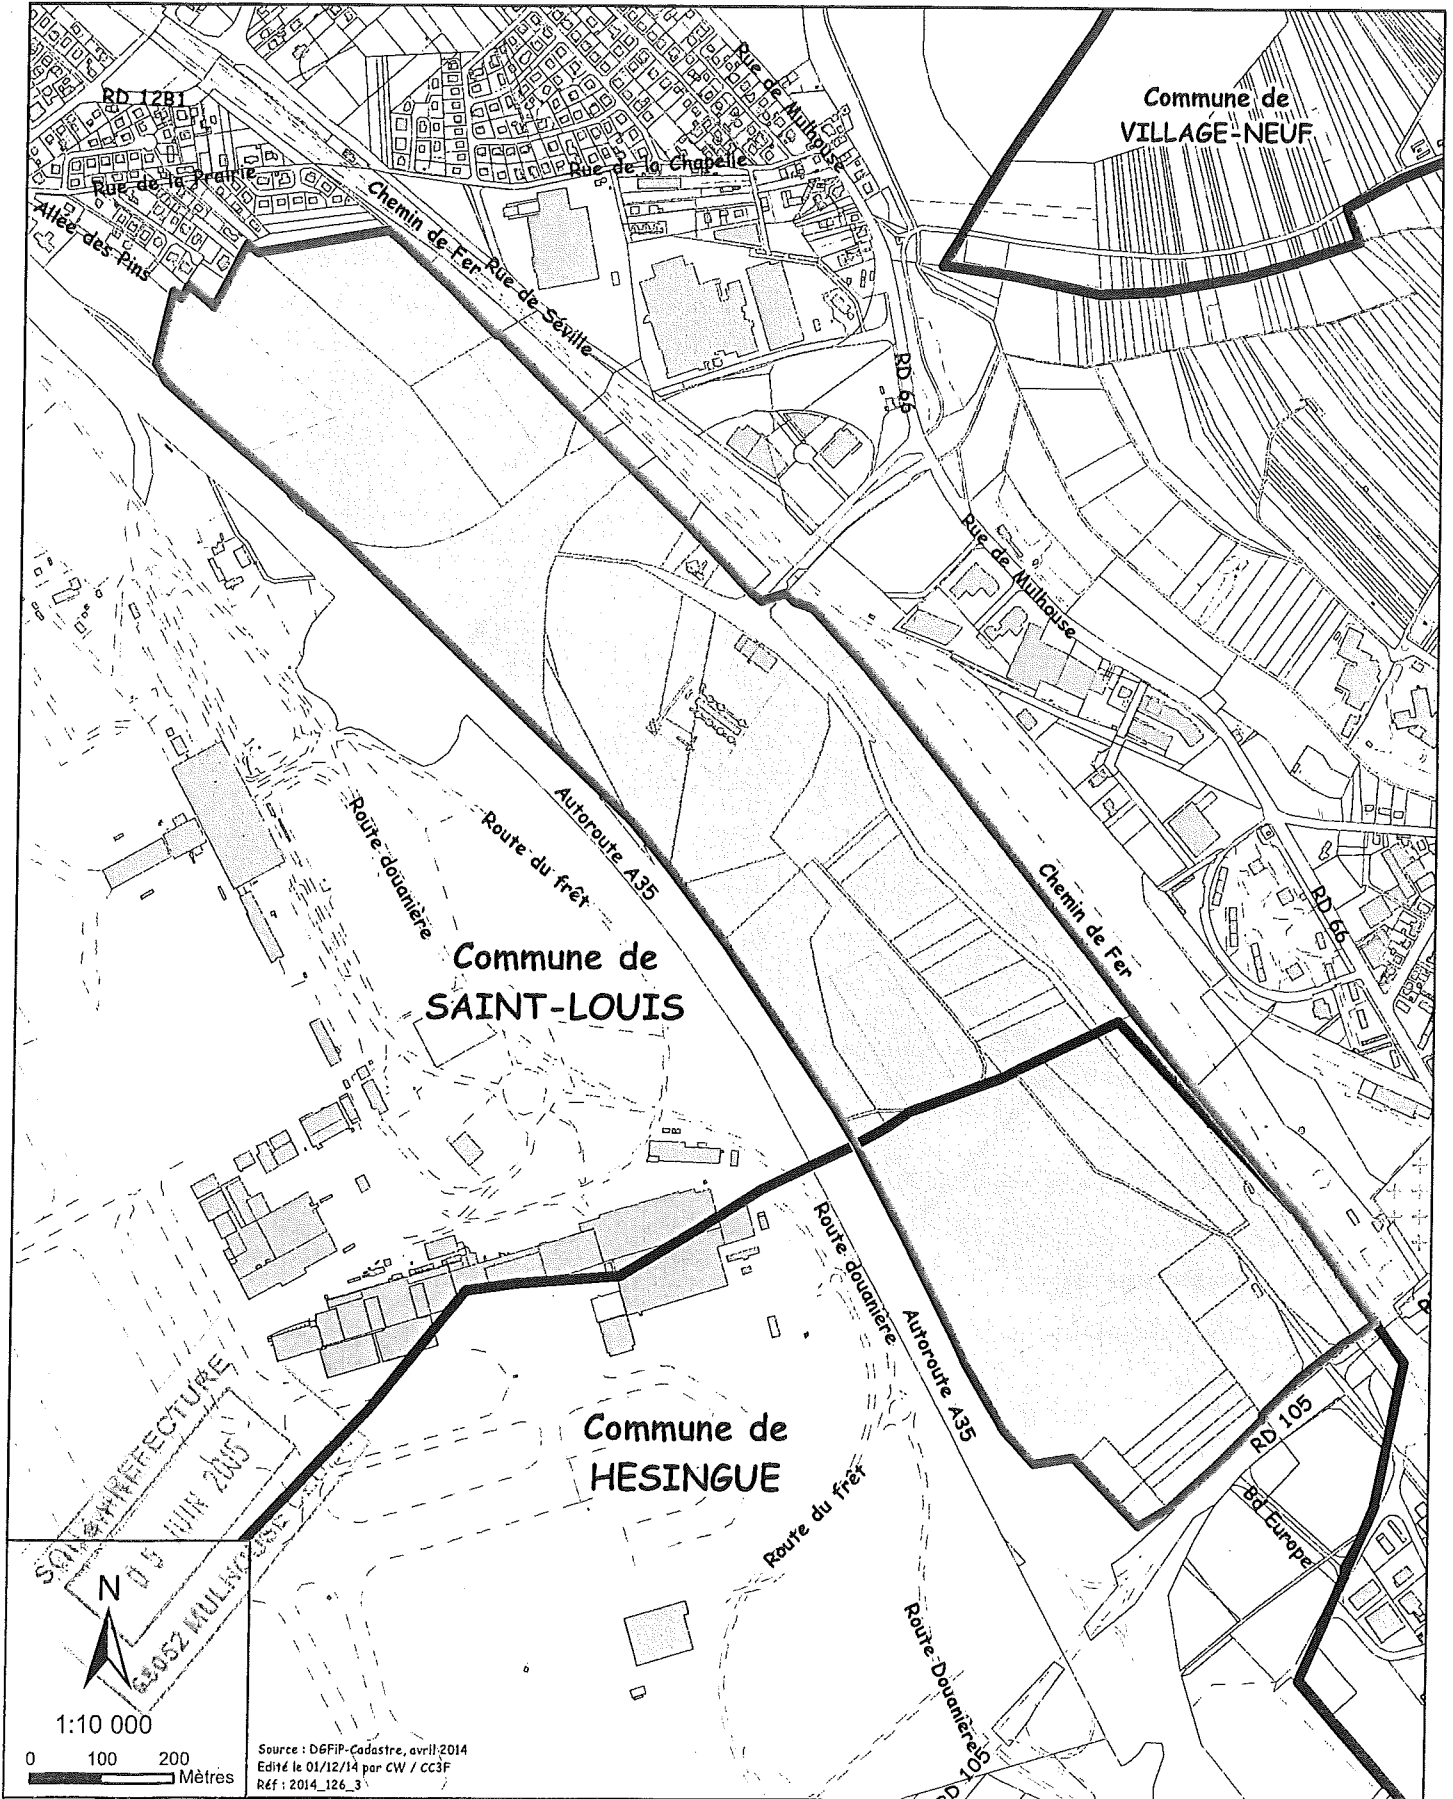 RD 12B1
Rue de la Prairie
Allée des Pins
Chemin de Fer
Rue de Séville
Rue de la Chapelle
Rue de Mulhouse
Commune de
VILLAGE-NEUF
RD 66
Rue de Mulhouse
Route douanière
Route du frêt
Autoroute A35
Commune de
SAINT-LOUIS
Chemin de Fer
RD 66
Route douanière
Autoroute A35
Commune de
HESINGUE
Route du frêt
RD 105
Bd Europe
Route Douanière
RD 105
SOUS-PREFECTURE
JUIN
68052 MULHOUSE
N
1:10 000
0 100 200
Mètres
Source : DGFiP-Cadastre, avril 2014
Edité le 01/12/14 par CW / CC3F
Réf : 2014_126_3